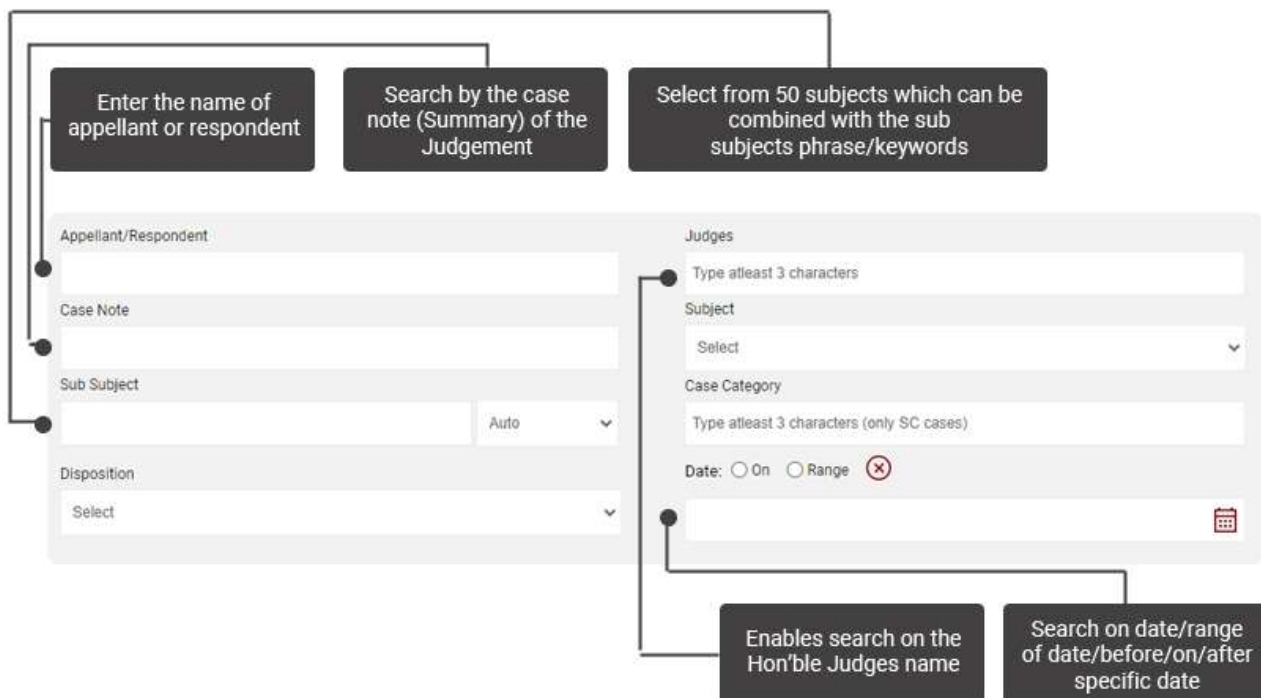 Enter the name of
appellant or respondent
Search by the case
note (Summary) of the
Judgement
Select from 50 subjects which can be
combined with the sub
subjects phrase/keywords
Appellant/Respondent
Case Note
Sub Subject
Auto
Disposition
Select
Judges
Type atleast 3 characters
Subject
Select
Case Category
Type atleast 3 characters (only SC cases)
Date: On Range
Enables search on the
Hon'ble Judges name
Search on date/range
of date/before/on/after
specific date